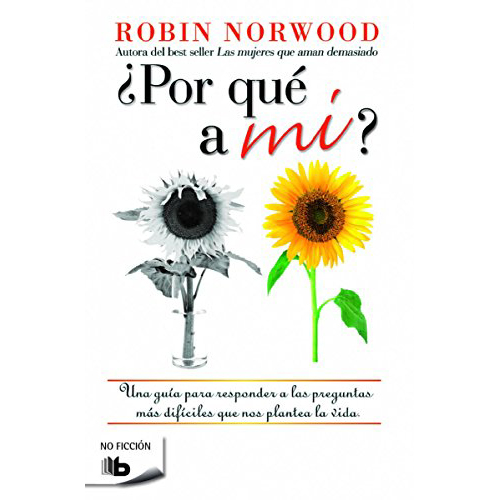 ROBIN NORWOOD
Autora del best seller Las mujeres que aman demasiado
¿Por qué
a mí?
Una guía para responder a las preguntas
más difíciles que nos plantea la vida.
NO FICCIÓN
b